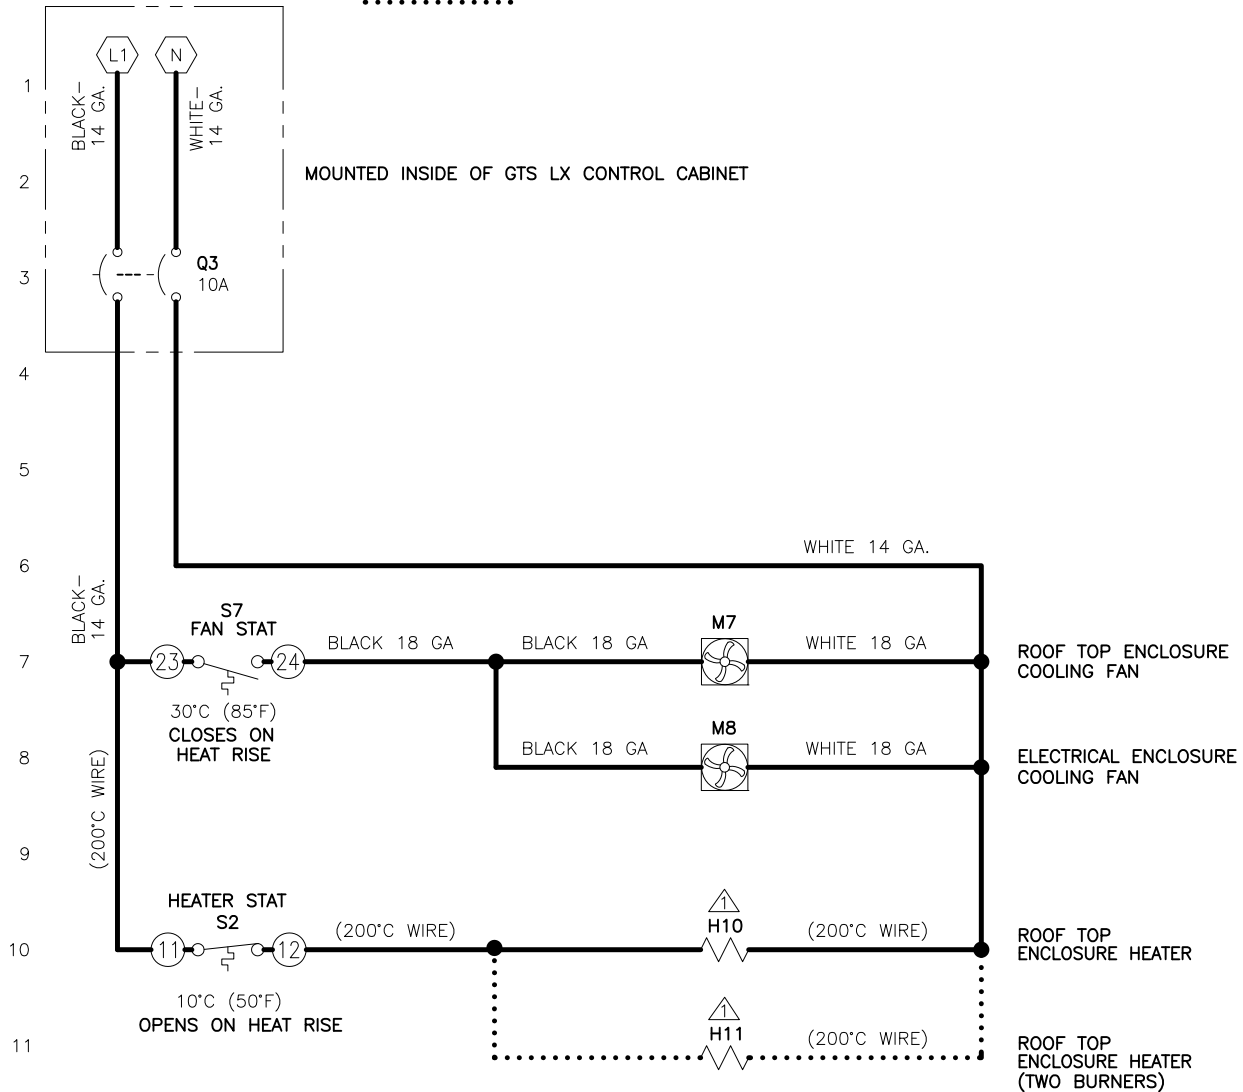 L1
N
1
BLACK–
14 GA.
WHITE–
14 GA.
2
MOUNTED INSIDE OF GTS LX CONTROL CABINET
3
Q3
10A
4
5
6
WHITE 14 GA.
BLACK–
14 GA.
7
S7
FAN STAT
23
24
BLACK 18 GA
BLACK 18 GA
M7
WHITE 18 GA
ROOF TOP ENCLOSURE
COOLING FAN
30°C (85°F)
CLOSES ON
HEAT RISE
8
BLACK 18 GA
M8
WHITE 18 GA
ELECTRICAL ENCLOSURE
COOLING FAN
(200°C WIRE)
9
HEATER STAT
S2
10
11
12
(200°C WIRE)
1
H10
(200°C WIRE)
ROOF TOP
ENCLOSURE HEATER
10°C (50°F)
OPENS ON HEAT RISE
11
1
H11
(200°C WIRE)
ROOF TOP
ENCLOSURE HEATER
(TWO BURNERS)